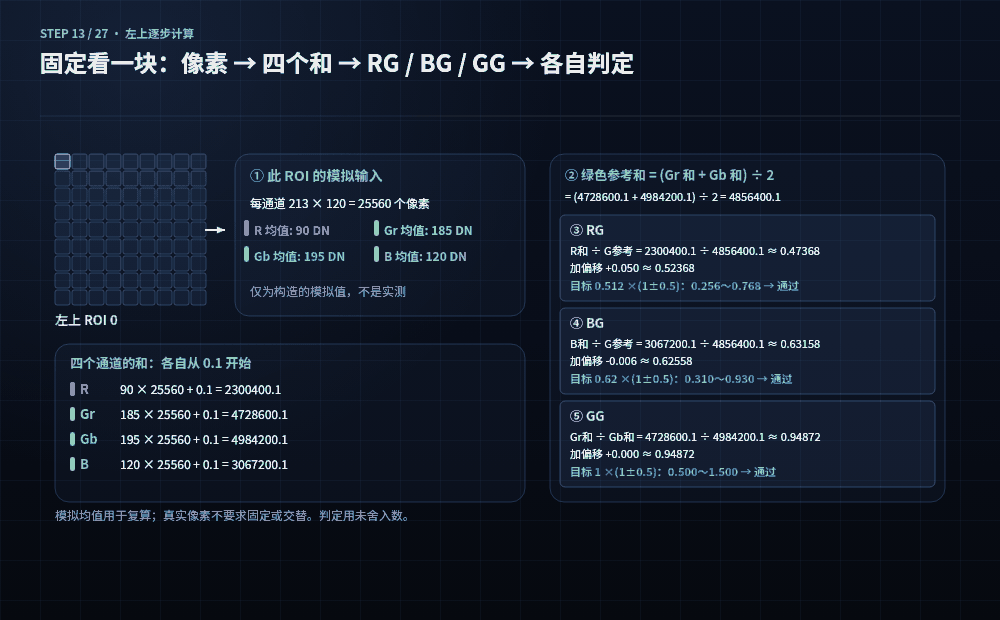 STEP 13 / 27 · 左上逐步计算
固定看一块：像素 → 四个和 → RG / BG / GG → 各自判定
左上 ROI 0
① 此 ROI 的模拟输入
每通道 213 × 120 = 25560 个像素
R 均值: 90 DN
Gr 均值: 185 DN
Gb 均值: 195 DN
B 均值: 120 DN
仅为构造的模拟值，不是实测
四个通道的和：各自从 0.1 开始
R 90 × 25560 + 0.1 = 2300400.1
Gr 185 × 25560 + 0.1 = 4728600.1
Gb 195 × 25560 + 0.1 = 4984200.1
B 120 × 25560 + 0.1 = 3067200.1
② 绿色参考和 = (Gr 和 + Gb 和) ÷ 2
= (4728600.1 + 4984200.1) ÷ 2 = 4856400.1
③ RG
R和 ÷ G参考 = 2300400.1 ÷ 4856400.1 ≈ 0.47368
加偏移 +0.050 ≈ 0.52368
目标 0.512 ×(1±0.5)：0.256～0.768 → 通过
④ BG
B和 ÷ G参考 = 3067200.1 ÷ 4856400.1 ≈ 0.63158
加偏移 -0.006 ≈ 0.62558
目标 0.62 ×(1±0.5)：0.310～0.930 → 通过
⑤ GG
Gr和 ÷ Gb和 = 4728600.1 ÷ 4984200.1 ≈ 0.94872
加偏移 +0.000 ≈ 0.94872
目标 1 ×(1±0.5)：0.500～1.500 → 通过
模拟均值用于复算；真实像素不要求固定或交替。判定用未舍入数。